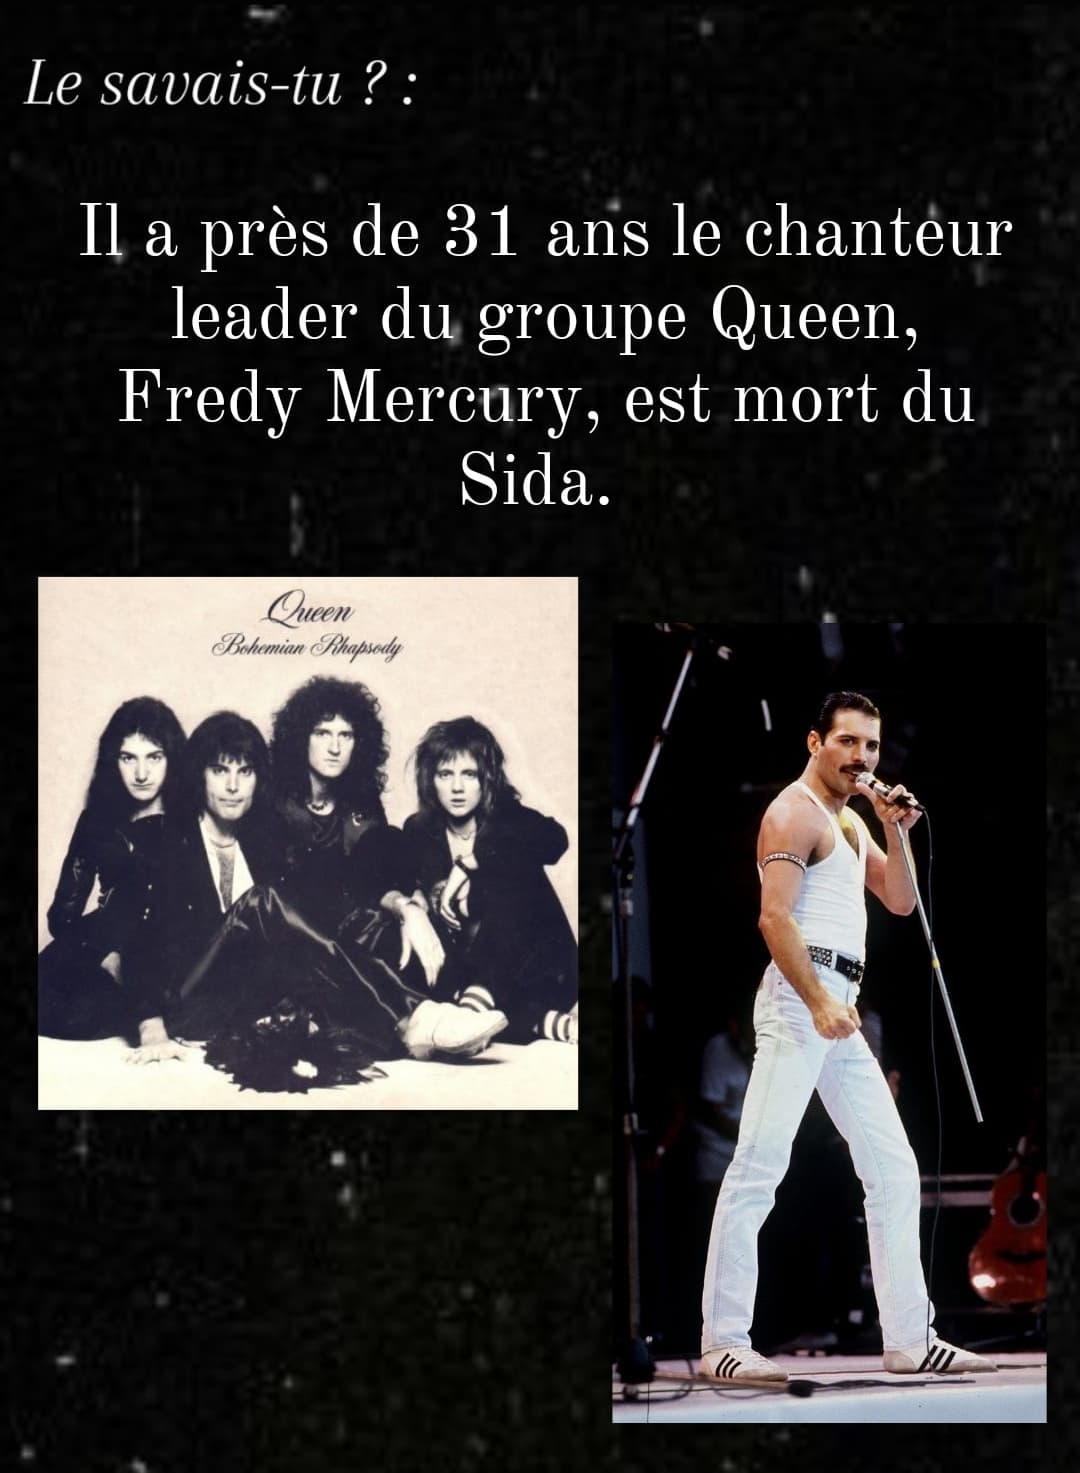 Le savais-tu ? :
Il a près de 31 ans le chanteur
leader du groupe Queen,
Fredy Mercury, est mort du
Sida.
Queen
Bohemian Rhapsody